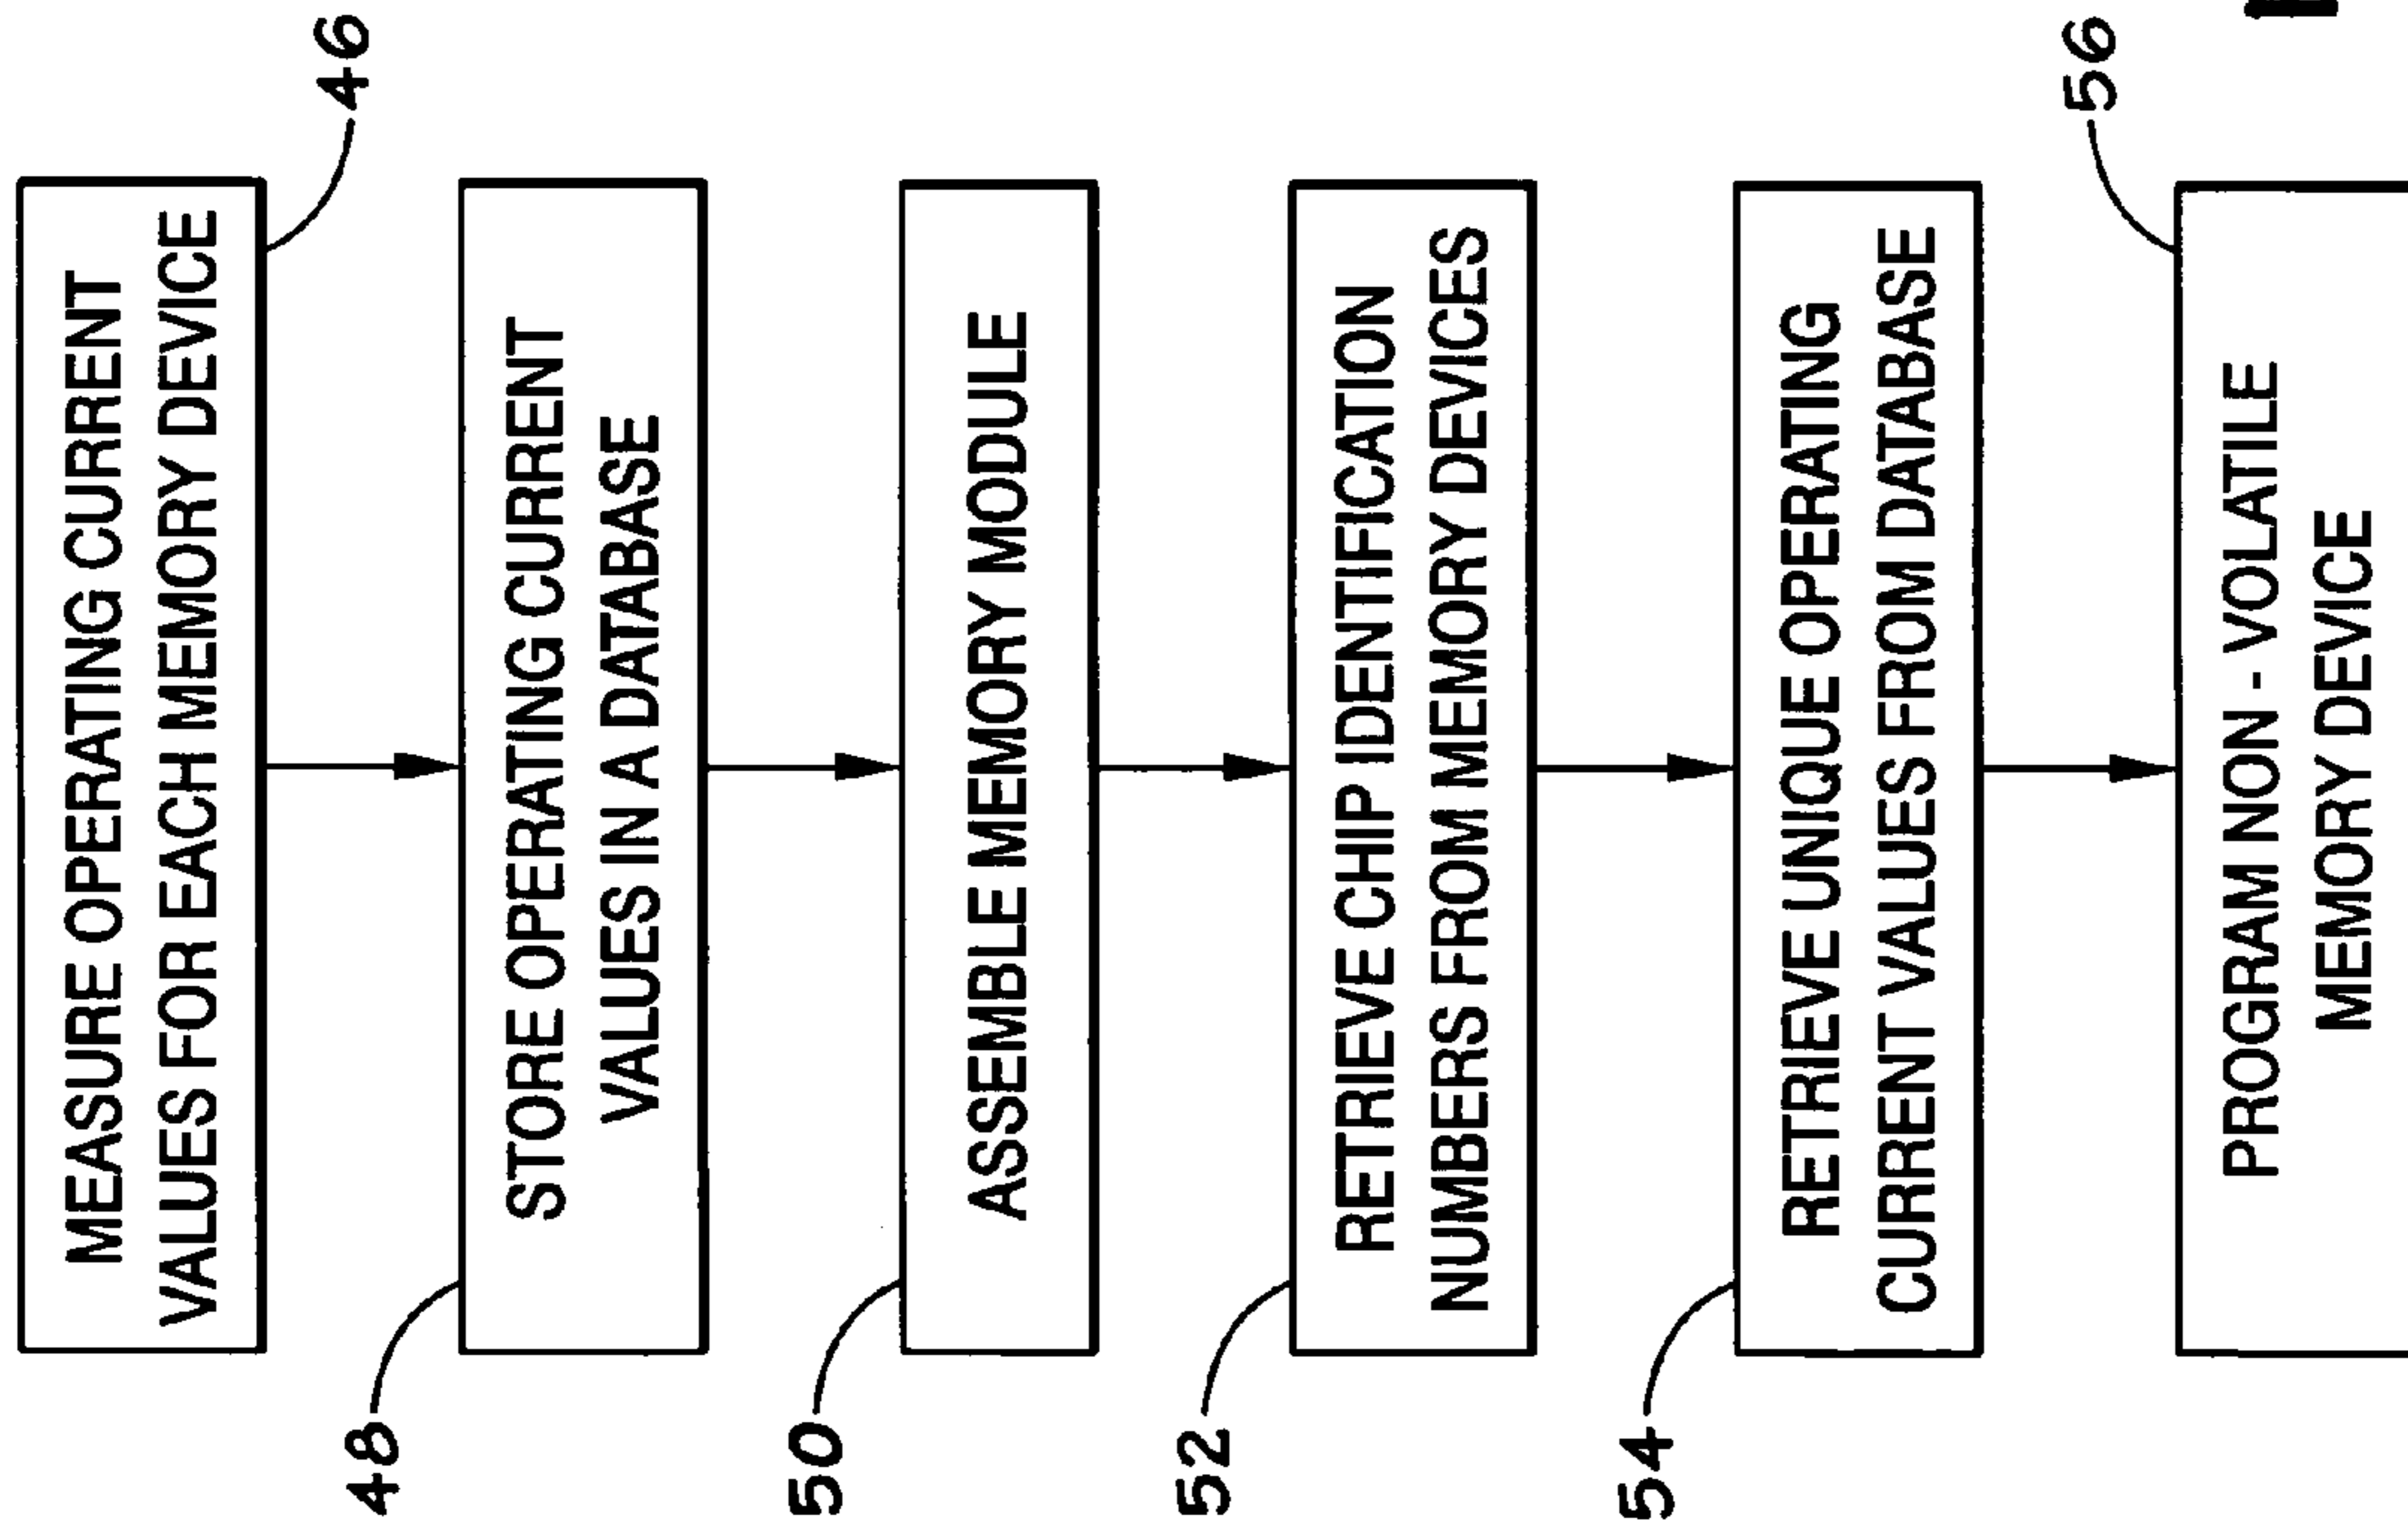 MEASURE OPERATING CURRENT
VALUES FOR EACH MEMORY DEVICE
46
STORE OPERATING CURRENT
VALUES IN A DATABASE
48
ASSEMBLE MEMORY MODULE
50
RETRIEVE CHIP IDENTIFICATION
NUMBERS FROM MEMORY DEVICES
52
RETRIEVE UNIQUE OPERATING
CURRENT VALUES FROM DATABASE
54
PROGRAM NON - VOLATILE
MEMORY DEVICE
56